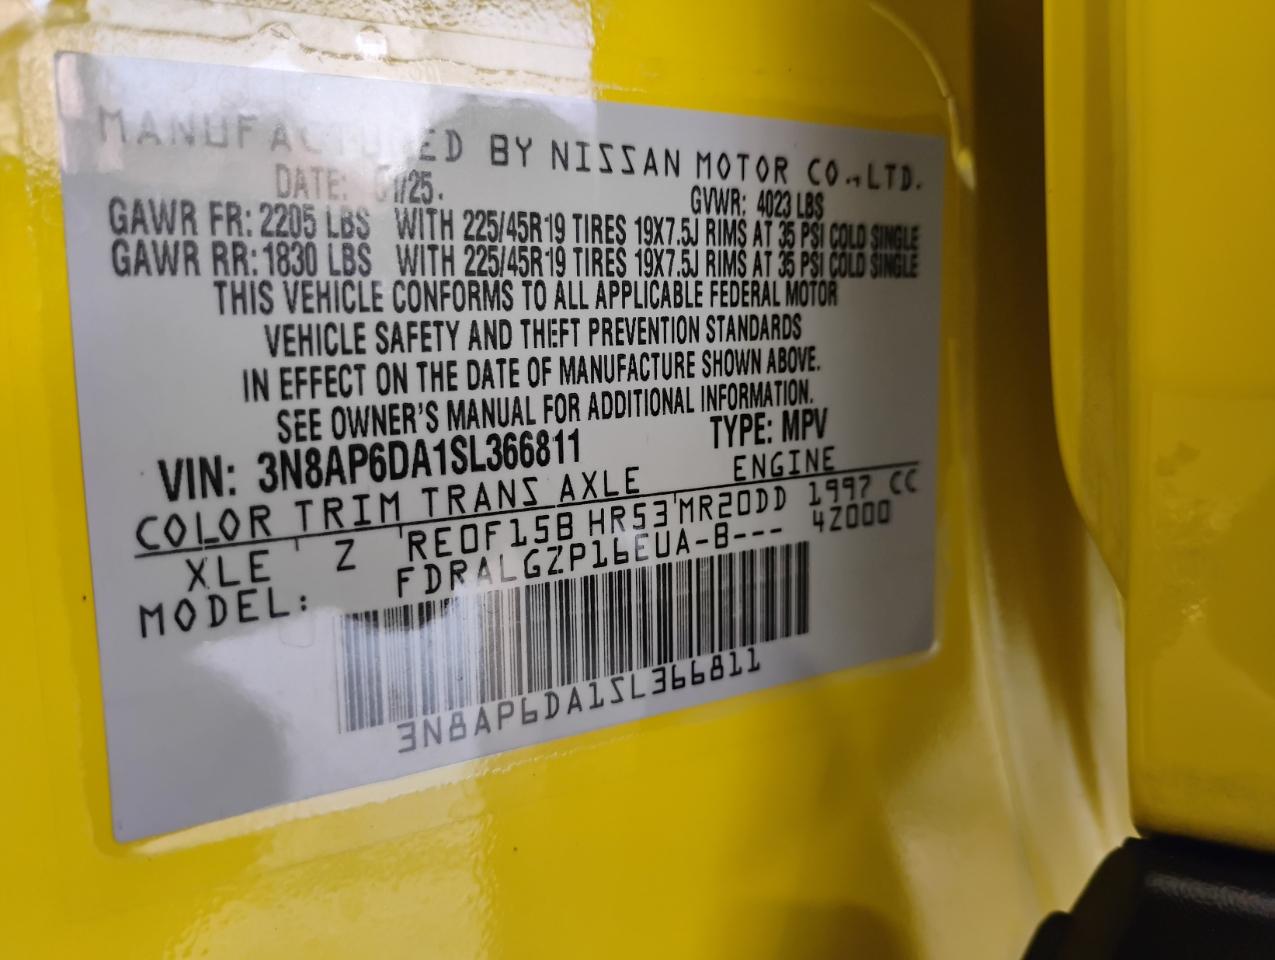 MANUFACTURED BY NISSAN MOTOR CO.,LTD.
DATE: 01/25. GVWR: 4023 LBS
GAWR FR: 2205 LBS WITH 225/45R19 TIRES 19X7.5J RIMS AT 35 PSI COLD SINGLE
GAWR RR: 1830 LBS WITH 225/45R19 TIRES 19X7.5J RIMS AT 35 PSI COLD SINGLE
THIS VEHICLE CONFORMS TO ALL APPLICABLE FEDERAL MOTOR
VEHICLE SAFETY AND THEFT PREVENTION STANDARDS
IN EFFECT ON THE DATE OF MANUFACTURE SHOWN ABOVE.
SEE OWNER'S MANUAL FOR ADDITIONAL INFORMATION.
VIN: 3N8AP6DA1SL366811 TYPE: MPV
COLOR TRIM TRANS AXLE ENGINE
XLE Z RE0F15B HR53 MR20DD 1997 CC
MODEL: FDRALGZP16EUA-B--- 4Z000
3N8AP6DA1SL366811